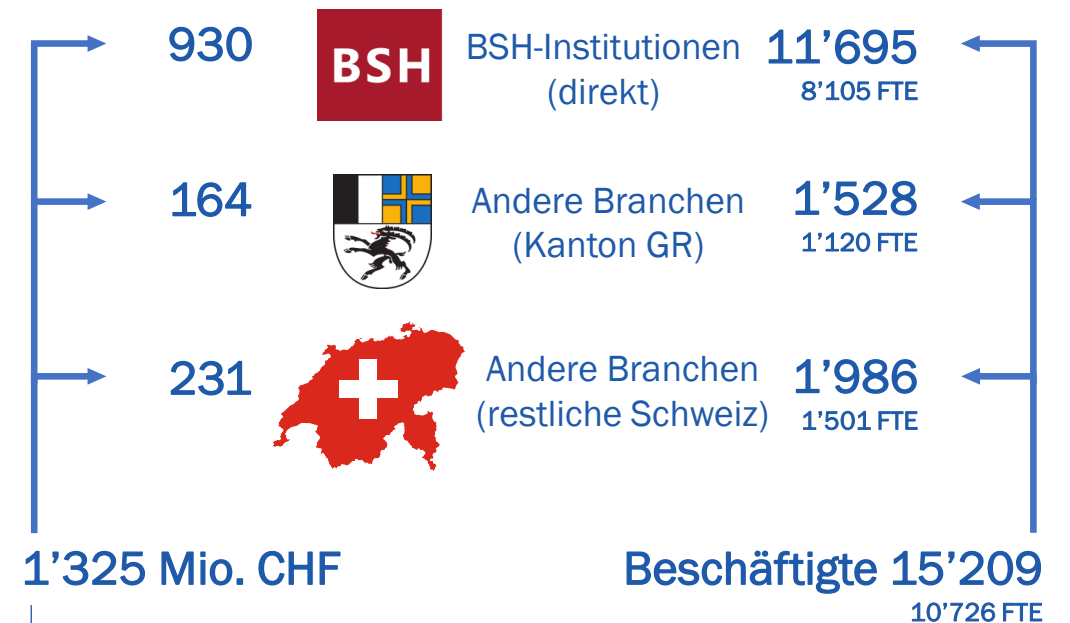 930
BSH
BSH-Institutionen
(direkt)
11’695
8’105 FTE
164
Andere Branchen
(Kanton GR)
1’528
1’120 FTE
231
Andere Branchen
(restliche Schweiz)
1’986
1’501 FTE
1’325 Mio. CHF
Beschäftigte 15’209
10’726 FTE